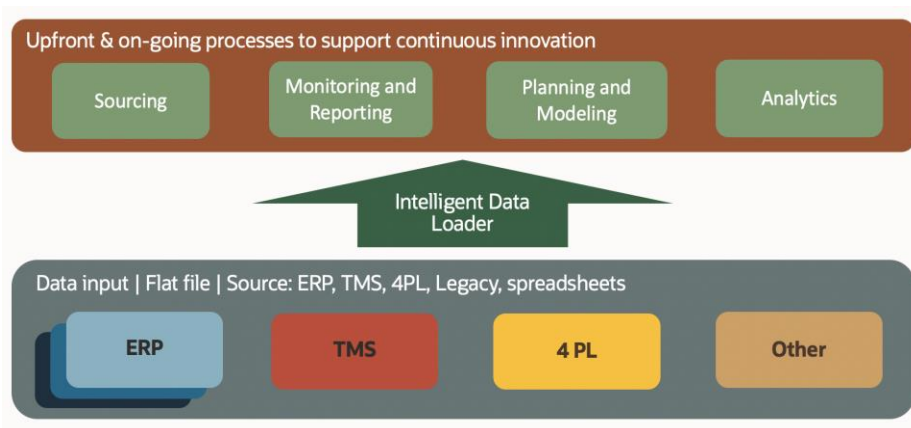 Upfront & on-going processes to support continuous innovation
Sourcing
Monitoring and
Reporting
Planning and
Modeling
Analytics
Intelligent Data
Loader
Data input | Flat file | Source: ERP, TMS, 4PL, Legacy, spreadsheets
ERP
TMS
4 PL
Other